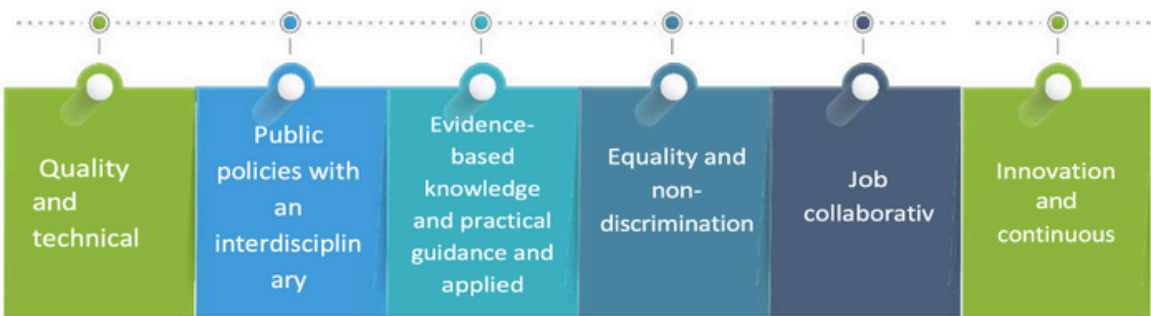 Quality
and
technical
Public
policies with
an
interdisciplin
ary
Evidence-
based
knowledge
and practical
guidance and
applied
Equality and
non-
discrimination
Job
collaborativ
Innovation
and
continuous